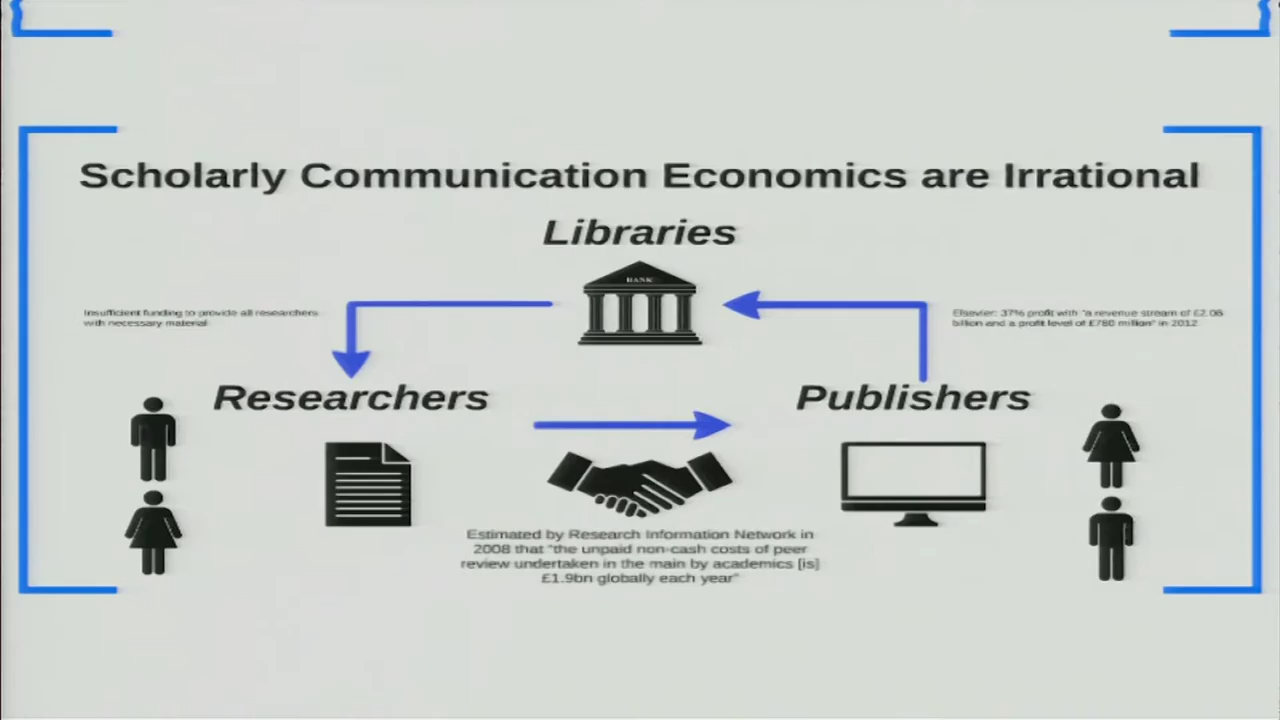 Scholarly Communication Economics are Irrational
Libraries
BANK
Insufficient funding to provide all researchers
with necessary material
Elsevier: 37% profit with "a revenue stream of £2.06
billion and a profit level of £780 million" in 2012
Researchers
Publishers
Estimated by Research Information Network in
2008 that "the unpaid non-cash costs of peer
review undertaken in the main by academics [is]
£1.9bn globally each year"